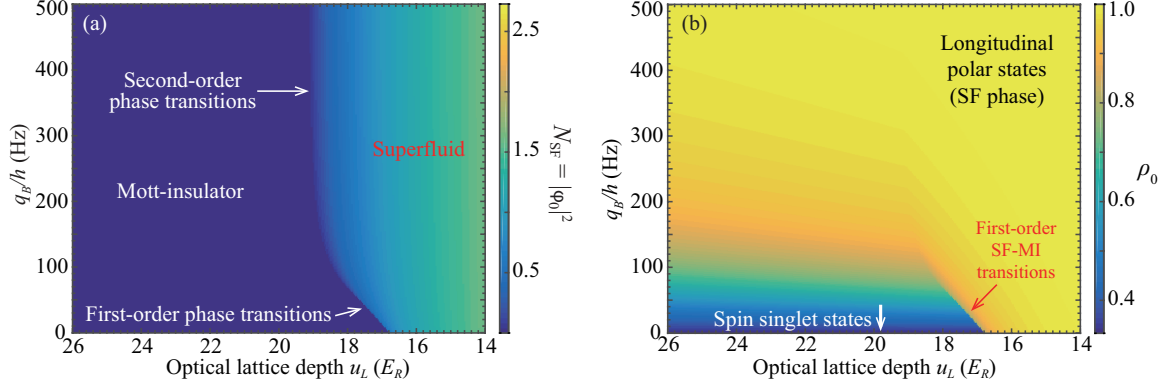 (a)
Second-order
phase transitions
Superfluid
Mott-insulator
First-order phase transitions
500
400
300
200
100
0
q_B/h (Hz)
26
24
22
20
18
16
14
Optical lattice depth u_L (E_R)
2.5
1.5
0.5
N_SF = |φ_0|^2
(b)
Longitudinal
polar states
(SF phase)
First-order
SF-MI
transitions
Spin singlet states
500
400
300
200
100
0
q_B/h (Hz)
26
24
22
20
18
16
14
Optical lattice depth u_L (E_R)
1.0
0.8
0.6
0.4
ρ_0